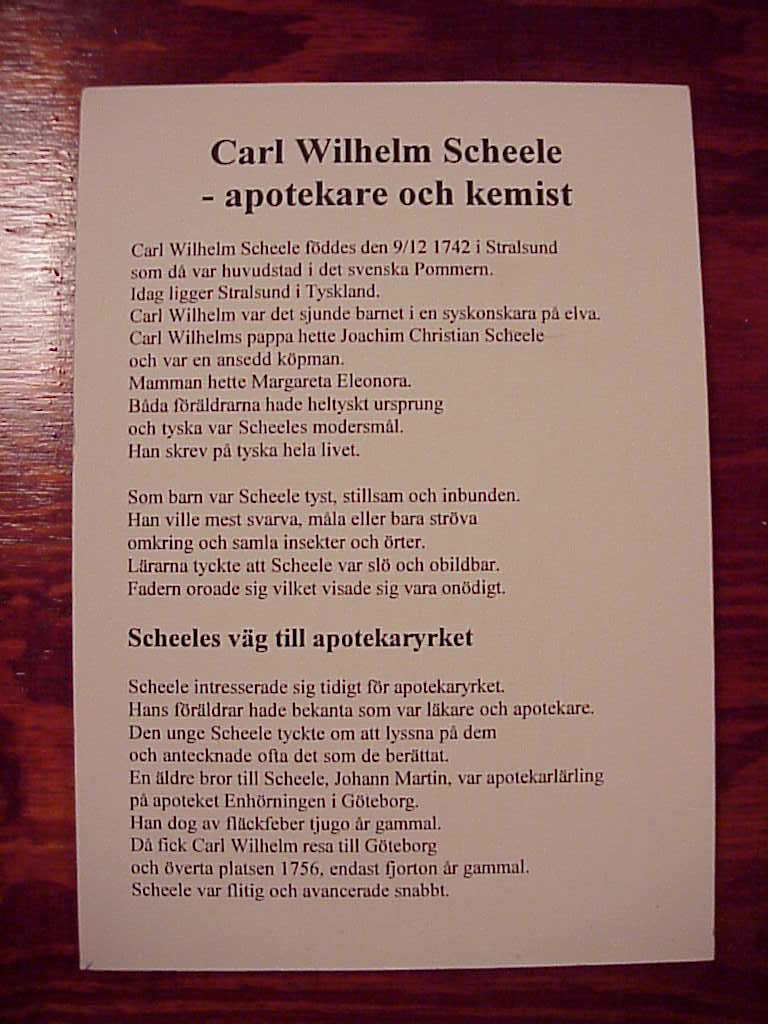 Carl Wilhelm Scheele
- apotekare och kemist
Carl Wilhelm Scheele föddes den 9/12 1742 i Stralsund
som då var huvudstad i det svenska Pommern.
Idag ligger Stralsund i Tyskland.
Carl Wilhelm var det sjunde barnet i en syskonskara på elva.
Carl Wilhelms pappa hette Joachim Christian Scheele
och var en ansedd köpman.
Mamman hette Margareta Eleonora.
Båda föräldrarna hade heltyskt ursprung
och tyska var Scheeles modersmål.
Han skrev på tyska hela livet.
Som barn var Scheele tyst, stillsam och inbunden.
Han ville mest svarva, måla eller bara ströva
omkring och samla insekter och örter.
Lärarna tyckte att Scheele var slö och obildbar.
Fadern oroade sig vilket visade sig vara onödigt.
Scheeles väg till apotekaryrket
Scheele intresserade sig tidigt för apotekaryrket.
Hans föräldrar hade bekanta som var läkare och apotekare.
Den unge Scheele tyckte om att lyssna på dem
och antecknade ofta det som de berättat.
En äldre bror till Scheele, Johann Martin, var apotekarlärling
på apoteket Enhörningen i Göteborg.
Han dog av fläckfeber tjugo år gammal.
Då fick Carl Wilhelm resa till Göteborg
och överta platsen 1756, endast fjorton år gammal.
Scheele var flitig och avancerade snabbt.